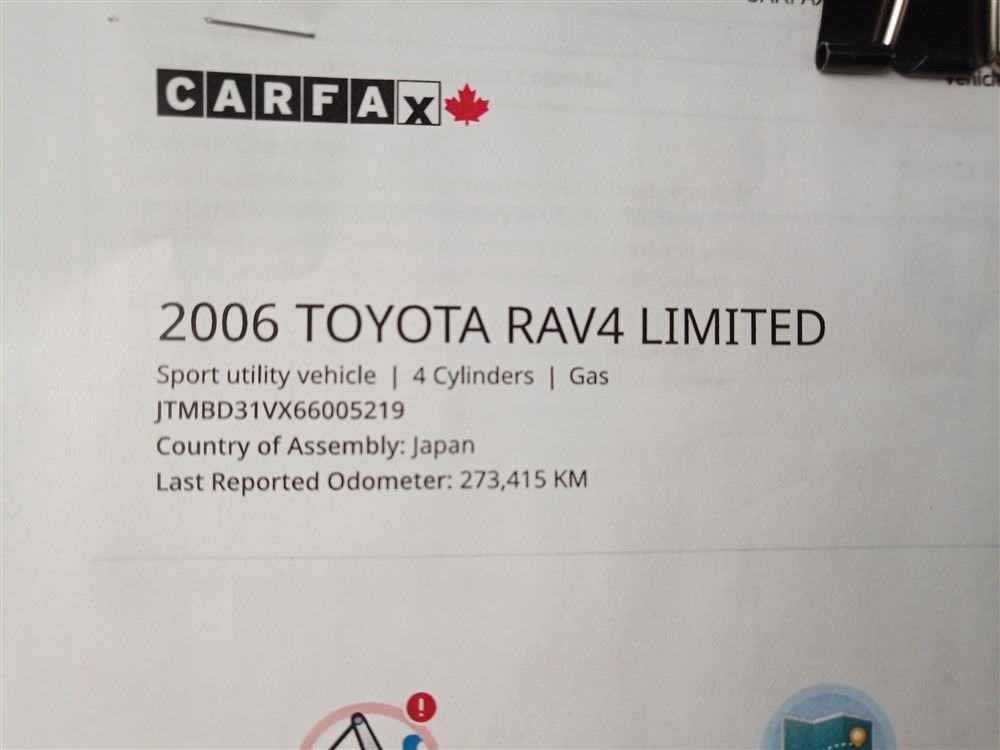 CARFAX
CARFAX
2006 TOYOTA RAV4 LIMITED
Sport utility vehicle | 4 Cylinders | Gas
JTMBD31VX66005219
Country of Assembly: Japan
Last Reported Odometer: 273,415 KM
!